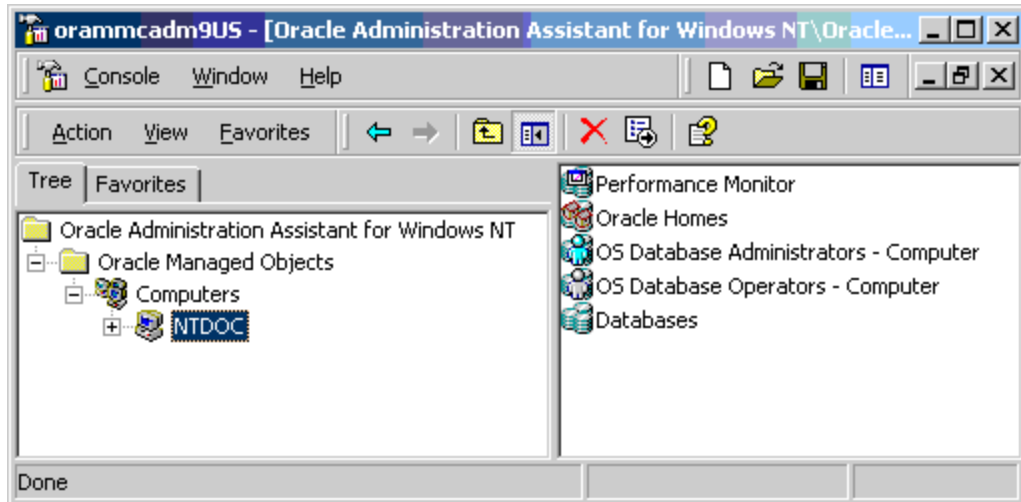 orammcadm9US - [Oracle Administration Assistant for Windows NT\Oracle...
Console Window Help
Action View Favorites
Tree Favorites
Oracle Administration Assistant for Windows NT
Oracle Managed Objects
Computers
NTDOC
Performance Monitor
Oracle Homes
OS Database Administrators - Computer
OS Database Operators - Computer
Databases
Done